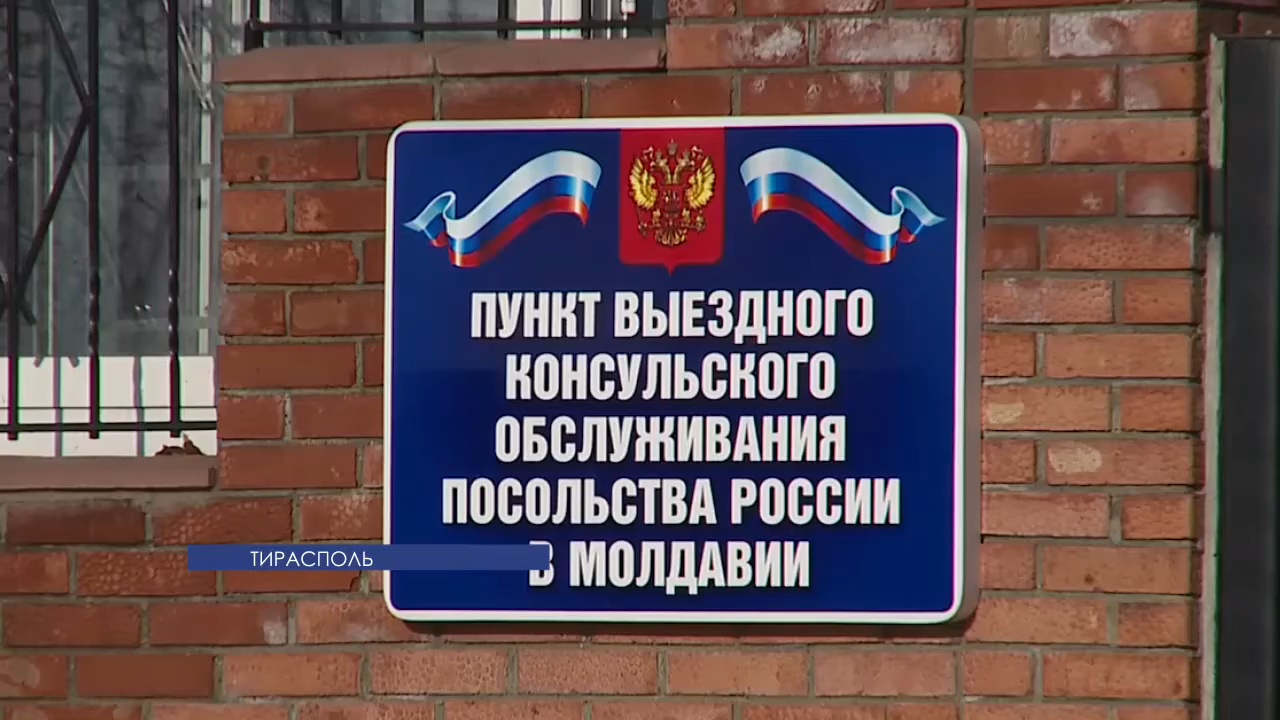 ПУНКТ ВЫЕЗДНОГО
КОНСУЛЬСКОГО
ОБСЛУЖИВАНИЯ
ПОСОЛЬСТВА РОССИИ
В МОЛДАВИИ
ТИРАСПОЛЬ